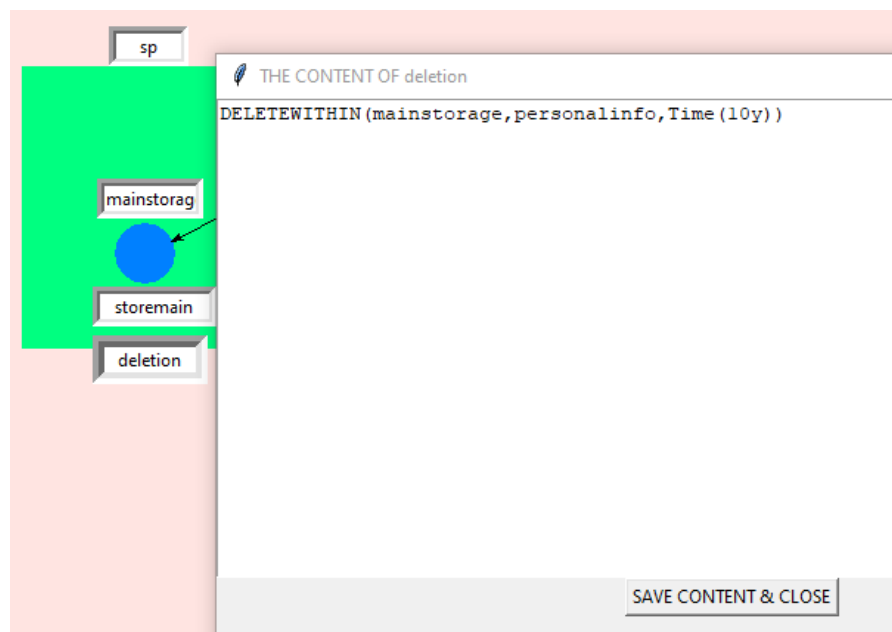 sp
THE CONTENT OF deletion
DELETEWITHIN(mainstorage,personalinfo,Time(10y))
mainstorag
storemain
deletion
SAVE CONTENT & CLOSE